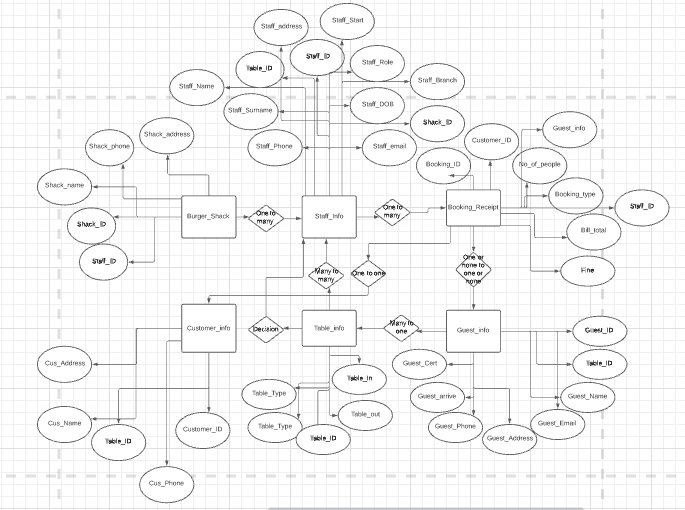 Staff_Start
Staff_address
Staff_ID
Staff_Role
Table_ID
Staff_Name
Staff_Branch
Staff_DOB
Staff_Surname
Shack_ID
Guest_info
Shack_address
Customer_ID
Shack_phone
Staff_Phone
Staff_email
Booking_ID
No_of_people
Shack_name
Booking_type
Staff_ID
Burger_Shack
One to
many
Staff_Info
One to
many
Booking_Receipt
Shack_ID
Bill_total
Staff_ID
One or
none to
one or
none
Fine
Many to
many
One to one
Customer_info
Decision
Table_info
Many to
one
Guest_info
Guest_ID
Cus_Address
Guest_Cert
Table_ID
Table_in
Table_Type
Guest_arrive
Guest_Name
Table_out
Cus_Name
Customer_ID
Table_Type
Guest_Phone
Guest_Email
Table_ID
Table_ID
Guest_Address
Cus_Phone